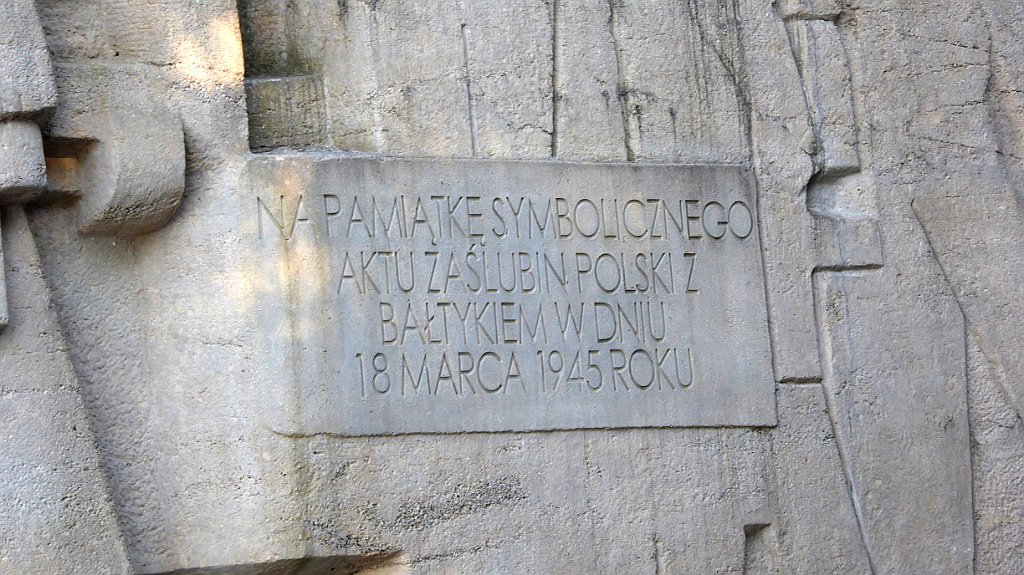 NA PAMIĄTKĘ SYMBOLICZNEGO
AKTU ZAŚLUBIN POLSKI Z
BAŁTYKIEM W DNIU
18 MARCA 1945 ROKU